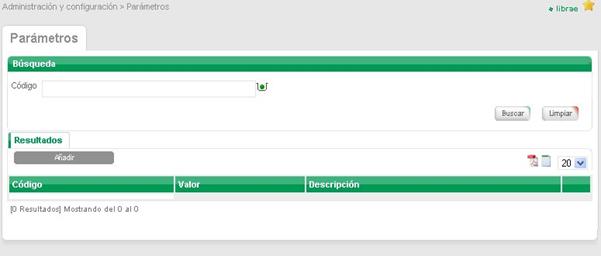 Administración y configuración > Parámetros
librae
Parámetros
Búsqueda
Código
Buscar
Limpiar
Resultados
Añadir
20
Código Valor Descripción
[0 Resultados] Mostrando del 0 al 0